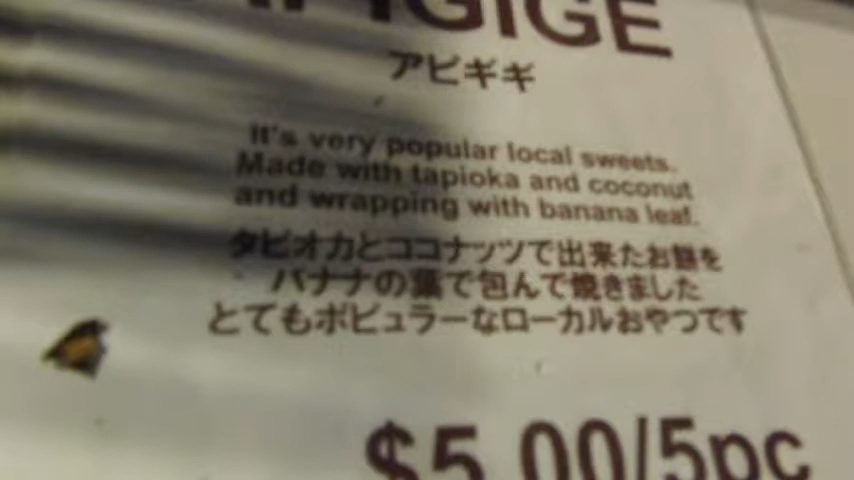 APIGIGE
アピギギ
It's very popular local sweets.
Made with tapioka and coconut
and wrapping with banana leaf.
タピオカとココナッツで出来たお餅を
バナナの葉で包んで焼きました
とてもポピュラーなローカルおやつです
$5.00/5pc